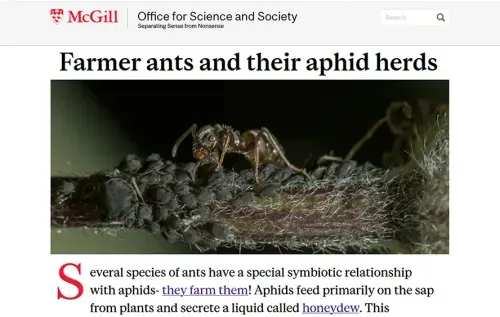 McGill
Office for Science and Society
Separating Sense from Nonsense
Search
Farmer ants and their aphid herds
Several species of ants have a special symbiotic relationship
with aphids- they farm them! Aphids feed primarily on the sap
from plants and secrete a liquid called honeydew. This